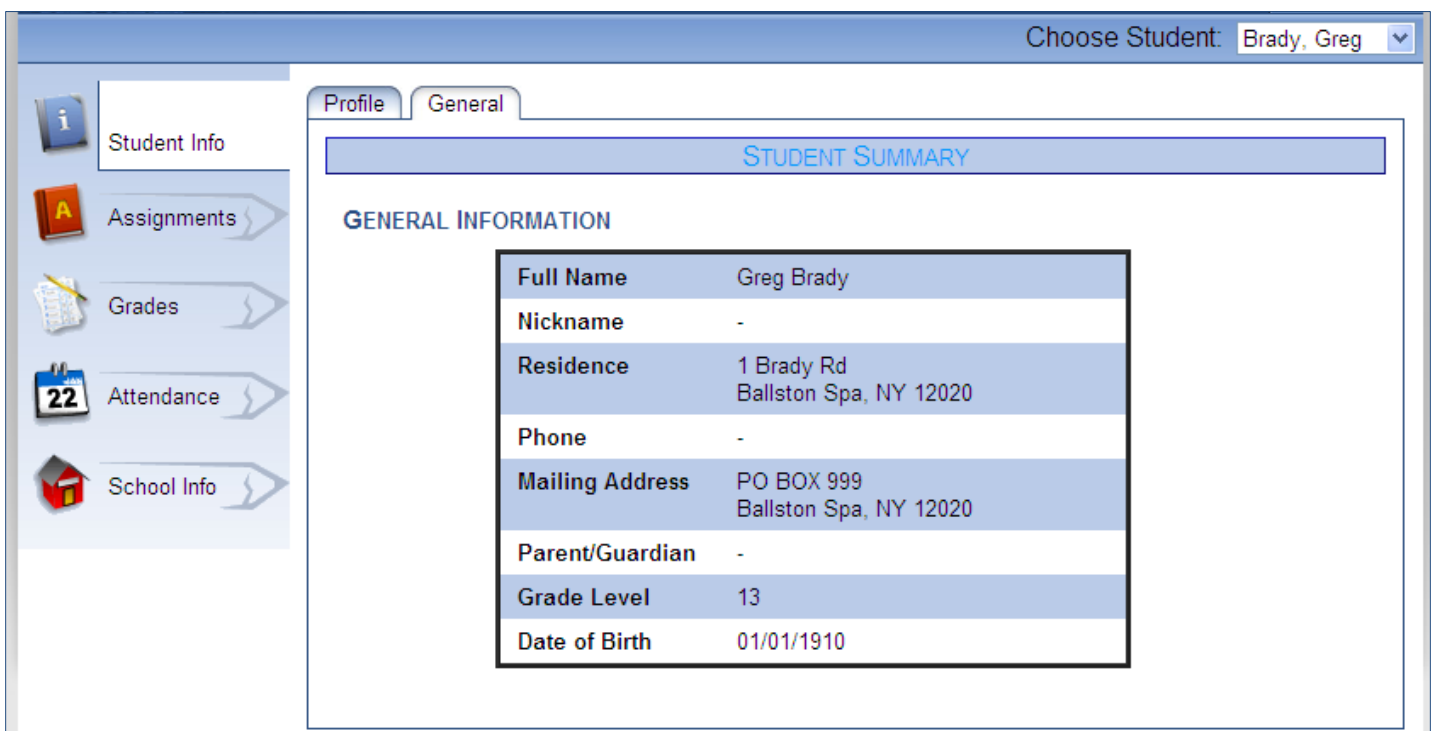 Choose Student: Brady, Greg
i
Student Info
A
Assignments
Grades
22
Attendance
School Info
Profile
General
STUDENT SUMMARY
GENERAL INFORMATION
Full Name Greg Brady
Nickname -
Residence 1 Brady Rd
Ballston Spa, NY 12020
Phone -
Mailing Address PO BOX 999
Ballston Spa, NY 12020
Parent/Guardian -
Grade Level 13
Date of Birth 01/01/1910